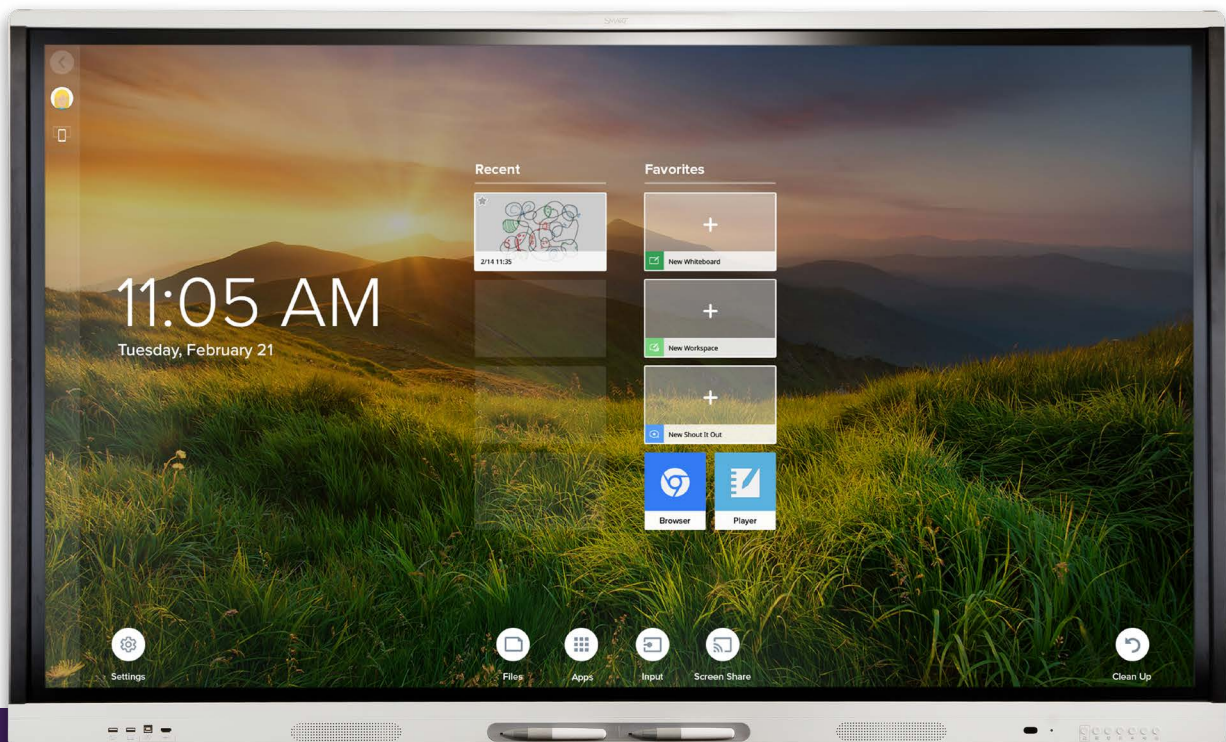 SMART
Recent
Favorites
2/14 11:35
New Whiteboard
11:05 AM
New Workspace
Tuesday, February 21
New Shout It Out
Browser
Player
Settings
Files
Apps
Input
Screen Share
Clean Up